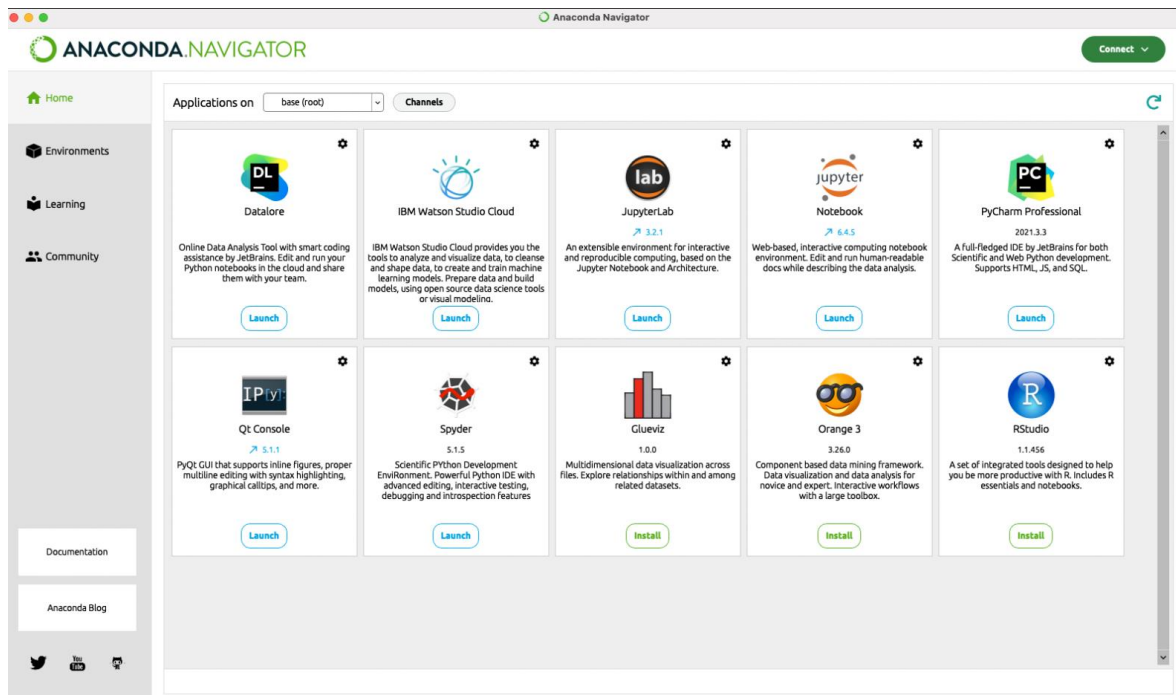 Anaconda Navigator
ANACONDA.NAVIGATOR
Connect
Home
Environments
Learning
Community
Applications on base (root) Channels
DL
Datalore
Online Data Analysis Tool with smart coding
assistance by JetBrains. Edit and run your
Python notebooks in the cloud and share
them with your team.
Launch
IBM Watson Studio Cloud
IBM Watson Studio Cloud provides you the
tools to analyze and visualize data, to cleanse
and shape data, to create and train machine
learning models. Prepare data and build
models, using open source data science tools
or visual modeling.
Launch
lab
JupyterLab
3.2.1
An extensible environment for interactive
and reproducible computing, based on the
Jupyter Notebook and Architecture.
Launch
jupyter
Notebook
6.4.5
Web-based, interactive computing notebook
environment. Edit and run human-readable
docs while describing the data analysis.
Launch
PC
PyCharm Professional
2021.3.3
A full-fledged IDE by JetBrains for both
Scientific and Web Python development.
Supports HTML, JS, and SQL.
Launch
IP[y]:
Qt Console
5.1.1
PyQt GUI that supports inline figures, proper
multiline editing with syntax highlighting,
graphical calltips, and more.
Launch
Spyder
5.1.5
Scientific PYthon Development
EnviRonment. Powerful Python IDE with
advanced editing, interactive testing,
debugging and introspection features
Launch
Glueviz
1.0.0
Multidimensional data visualization across
files. Explore relationships within and among
related datasets.
Install
Orange 3
3.26.0
Component based data mining framework.
Data visualization and data analysis for
novice and expert. Interactive workflows
with a large toolbox.
Install
R
RStudio
1.1.456
A set of integrated tools designed to help
you be more productive with R. Includes R
essentials and notebooks.
Install
Documentation
Anaconda Blog
You
Tube